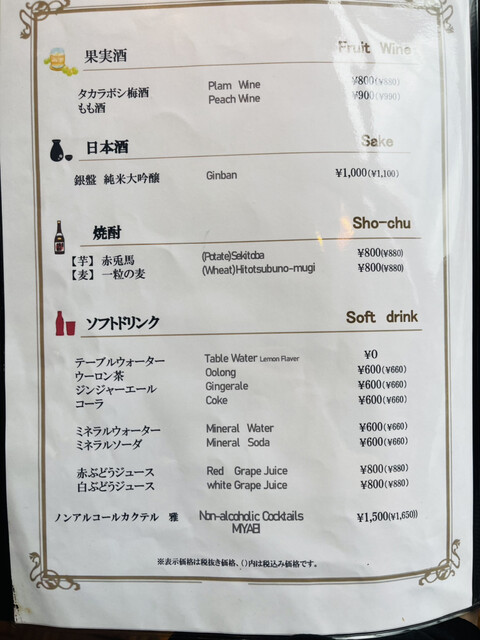 果実酒 Fruit Wine
タカラボシ梅酒 Plam Wine ¥800(¥880)
もも酒 Peach Wine ¥900(¥990)
日本酒 Sake
銀盤 純米大吟醸 Ginban ¥1,000(¥1,100)
焼酎 Sho-chu
【芋】 赤兎馬 (Potate)Sekitoba ¥800(¥880)
【麦】 一粒の麦 (Wheat)Hitotsubuno-mugi ¥800(¥880)
ソフトドリンク Soft drink
テーブルウォーター Table Water Lemon Flaver ¥0
ウーロン茶 Oolong ¥600(¥660)
ジンジャーエール Gingerale ¥600(¥660)
コーラ Coke ¥600(¥660)
ミネラルウォーター Mineral Water ¥600(¥660)
ミネラルソーダ Mineral Soda ¥600(¥660)
赤ぶどうジュース Red Grape Juice ¥800(¥880)
白ぶどうジュース white Grape Juice ¥800(¥880)
ノンアルコールカクテル 雅 Non-alcoholic Cocktails ¥1,500(¥1,650))
MIYABI
※表示価格は税抜き価格、()内は税込み価格です。